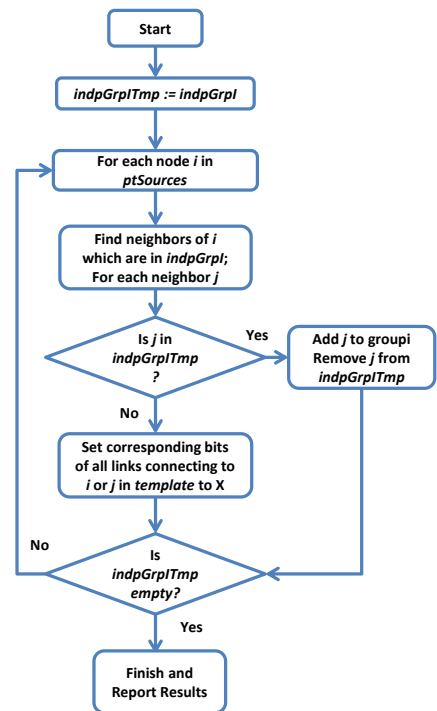 Start
indpGrpITmp := indpGrpI
For each node i in
ptSources
Find neighbors of i
which are in indpGrpI;
For each neighbor j
Is j in
indpGrpITmp
?
Yes
Add j to groupi
Remove j from
indpGrpITmp
No
Set corresponding bits
of all links connecting to
i or j in template to X
No
Is
indpGrpITmp
empty?
Yes
Finish and
Report Results